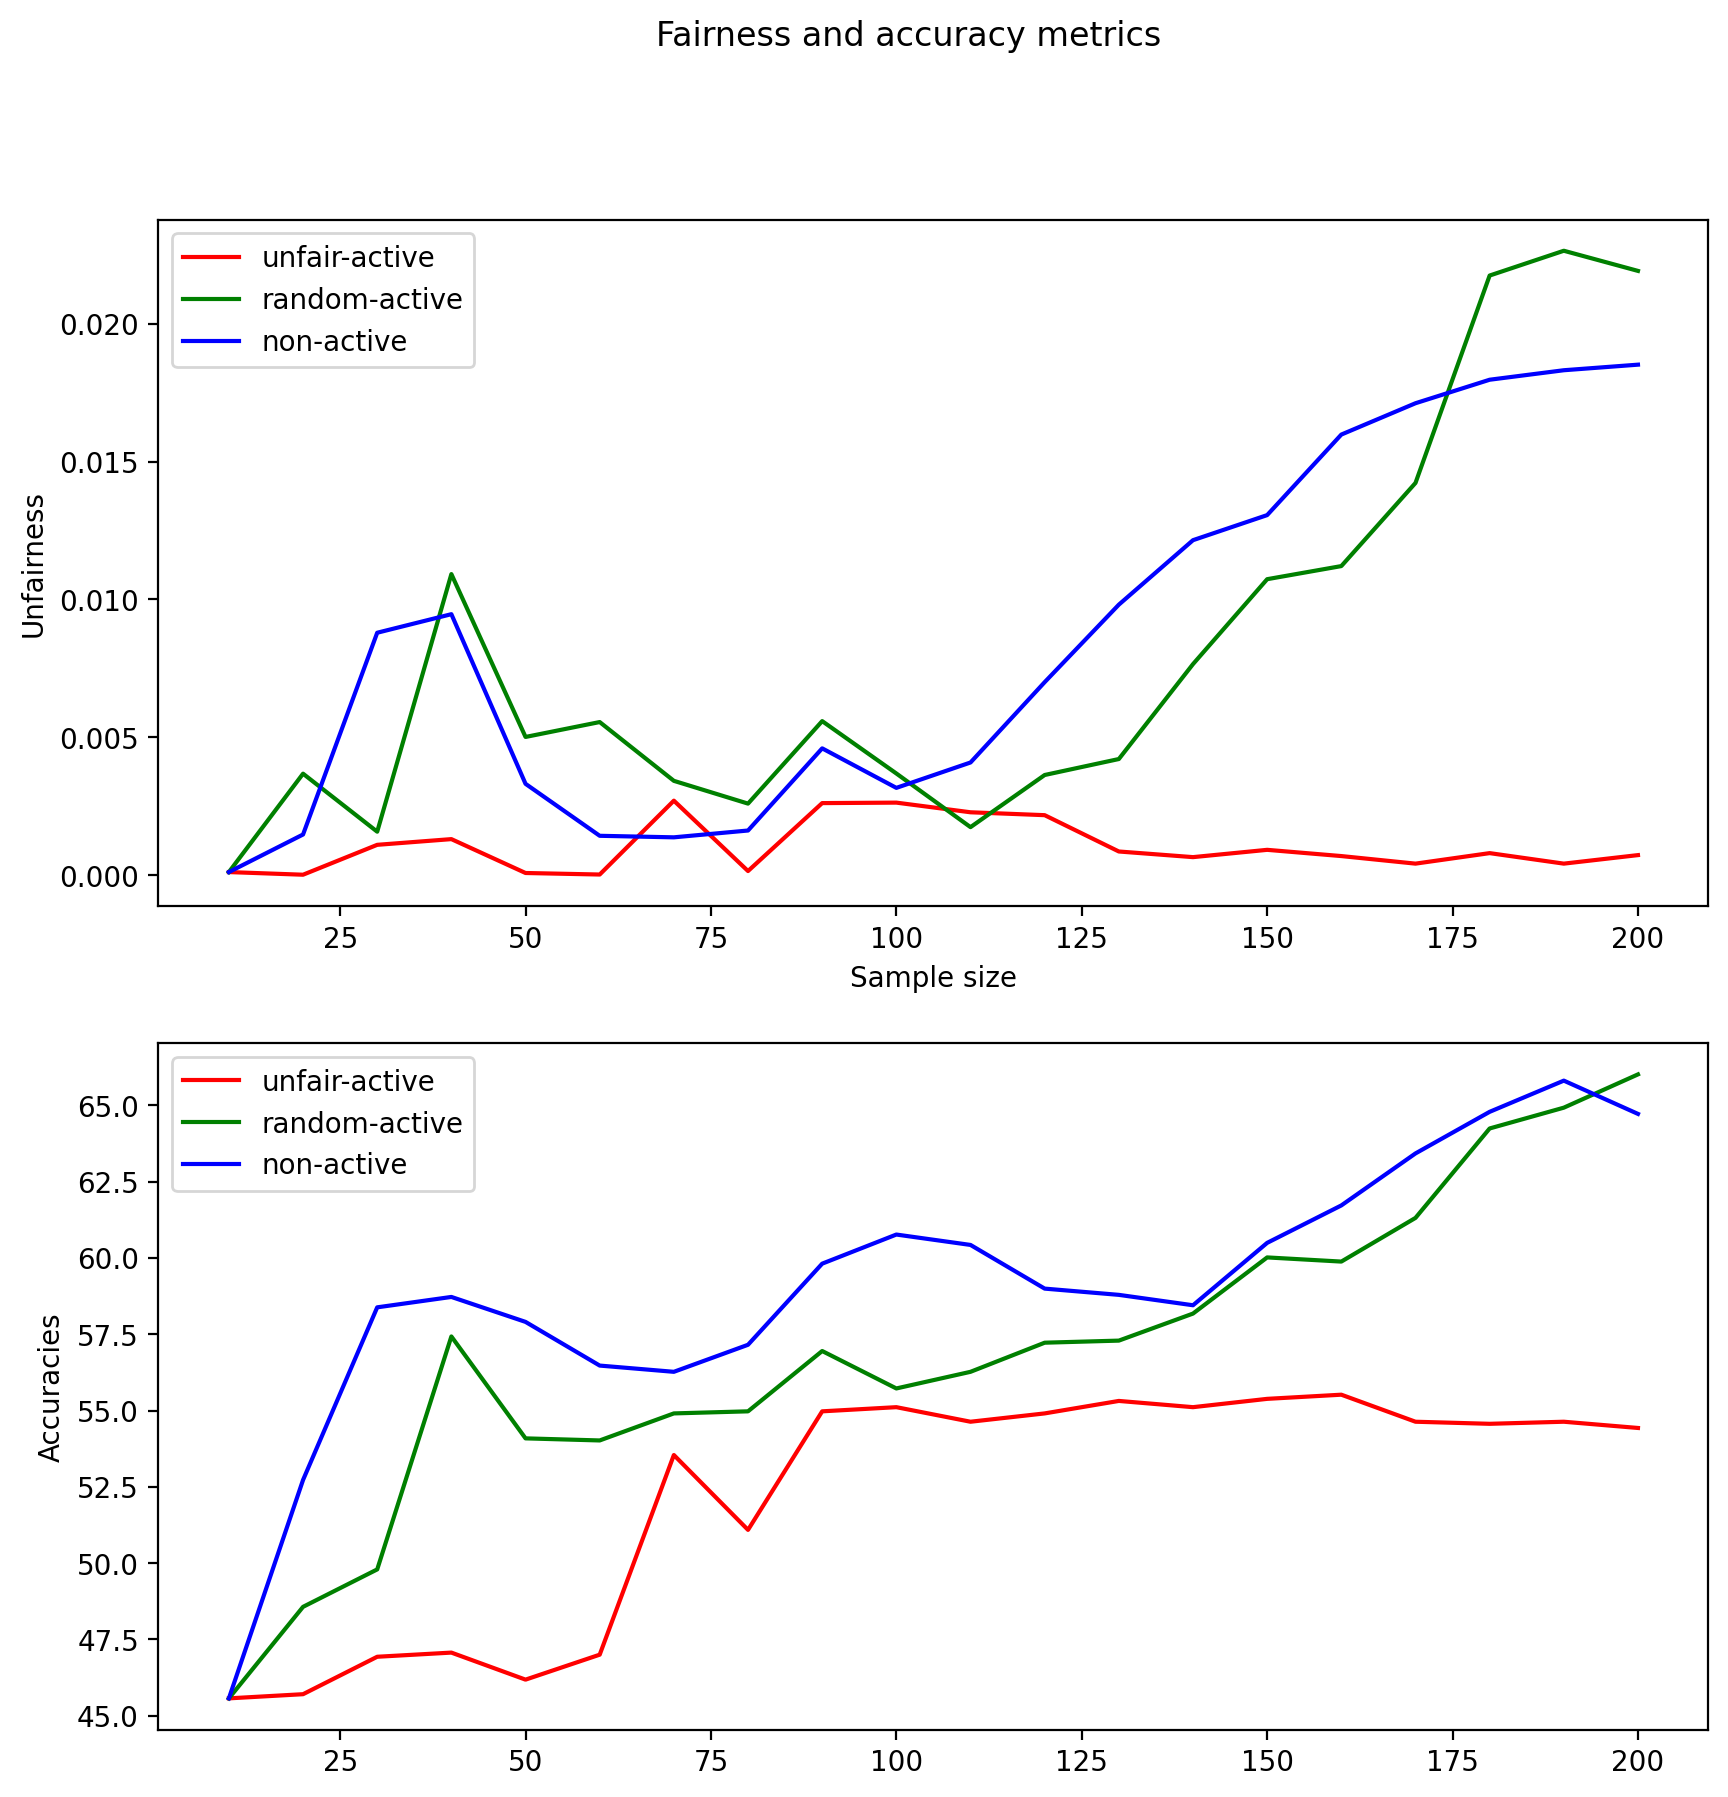 Fairness and accuracy metrics
unfair-active
random-active
non-active
0.020
0.015
0.010
0.005
0.000
Unfairness
25 50 75 100 125 150 175 200
Sample size
unfair-active
random-active
non-active
65.0
62.5
60.0
57.5
55.0
52.5
50.0
47.5
45.0
Accuracies
25 50 75 100 125 150 175 200